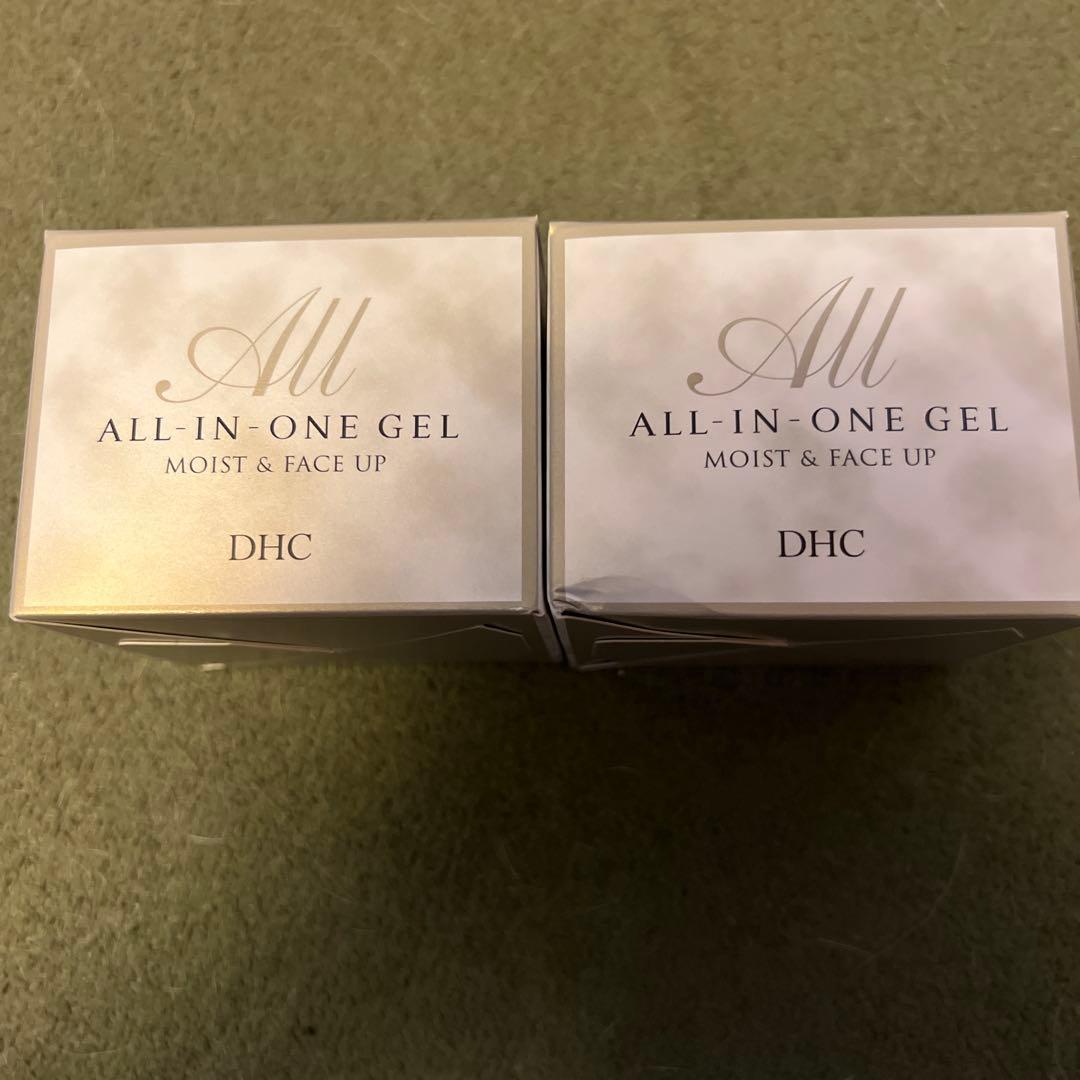 All
ALL-IN-ONE GEL
MOIST & FACE UP
DHC
All
ALL-IN-ONE GEL
MOIST & FACE UP
DHC